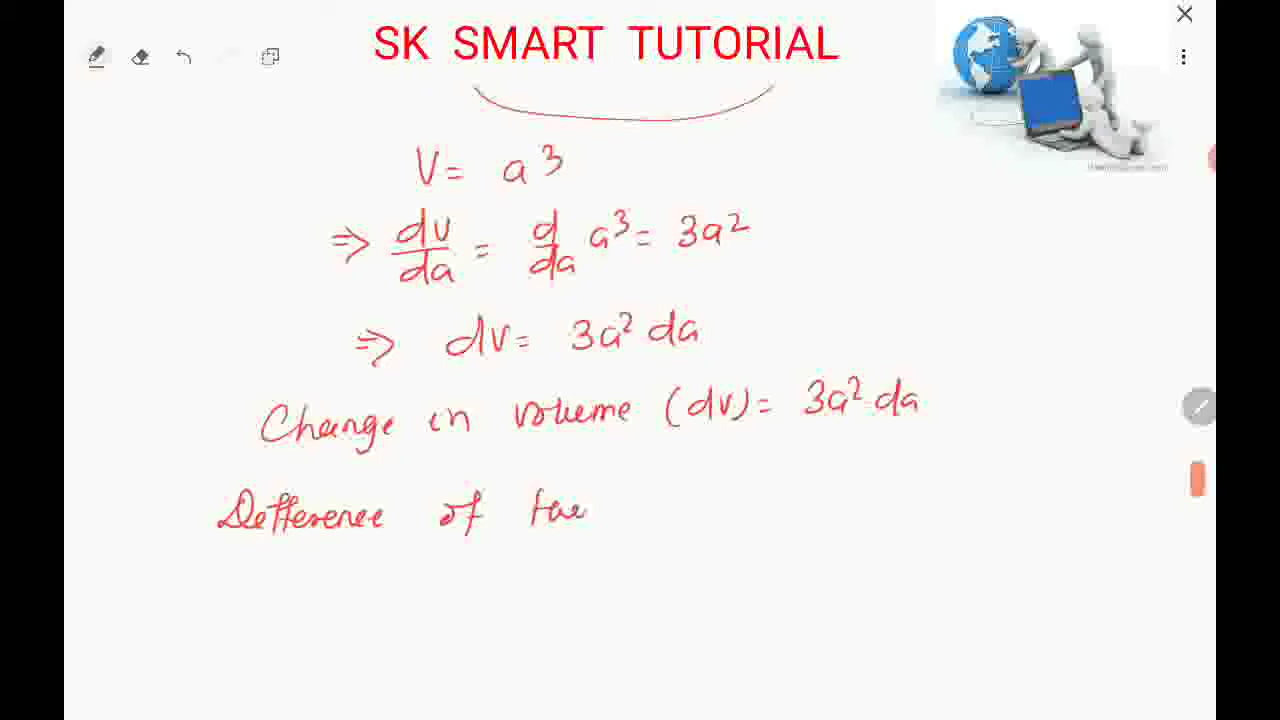 SK SMART TUTORIAL
V = a³
⇒ dv/da = d/da a³ = 3a²
⇒ dv = 3a² da
Change in volume (dv) = 3a² da
Difference of